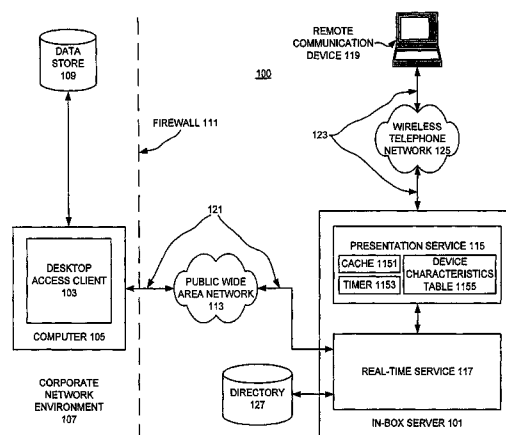 DATA
STORE
109
REMOTE
COMMUNICATION
DEVICE 119
100
FIREWALL 111
123
WIRELESS
TELEPHONE
NETWORK 125
121
DESKTOP
ACCESS CLIENT
103
COMPUTER 105
PUBLIC WIDE
AREA NETWORK
113
PRESENTATION SERVICE 115
CACHE 1151
TIMER 1153
DEVICE
CHARACTERISTICS
TABLE 1155
REAL-TIME SERVICE 117
CORPORATE
NETWORK
ENVIRONMENT
107
DIRECTORY
127
IN-BOX SERVER 101